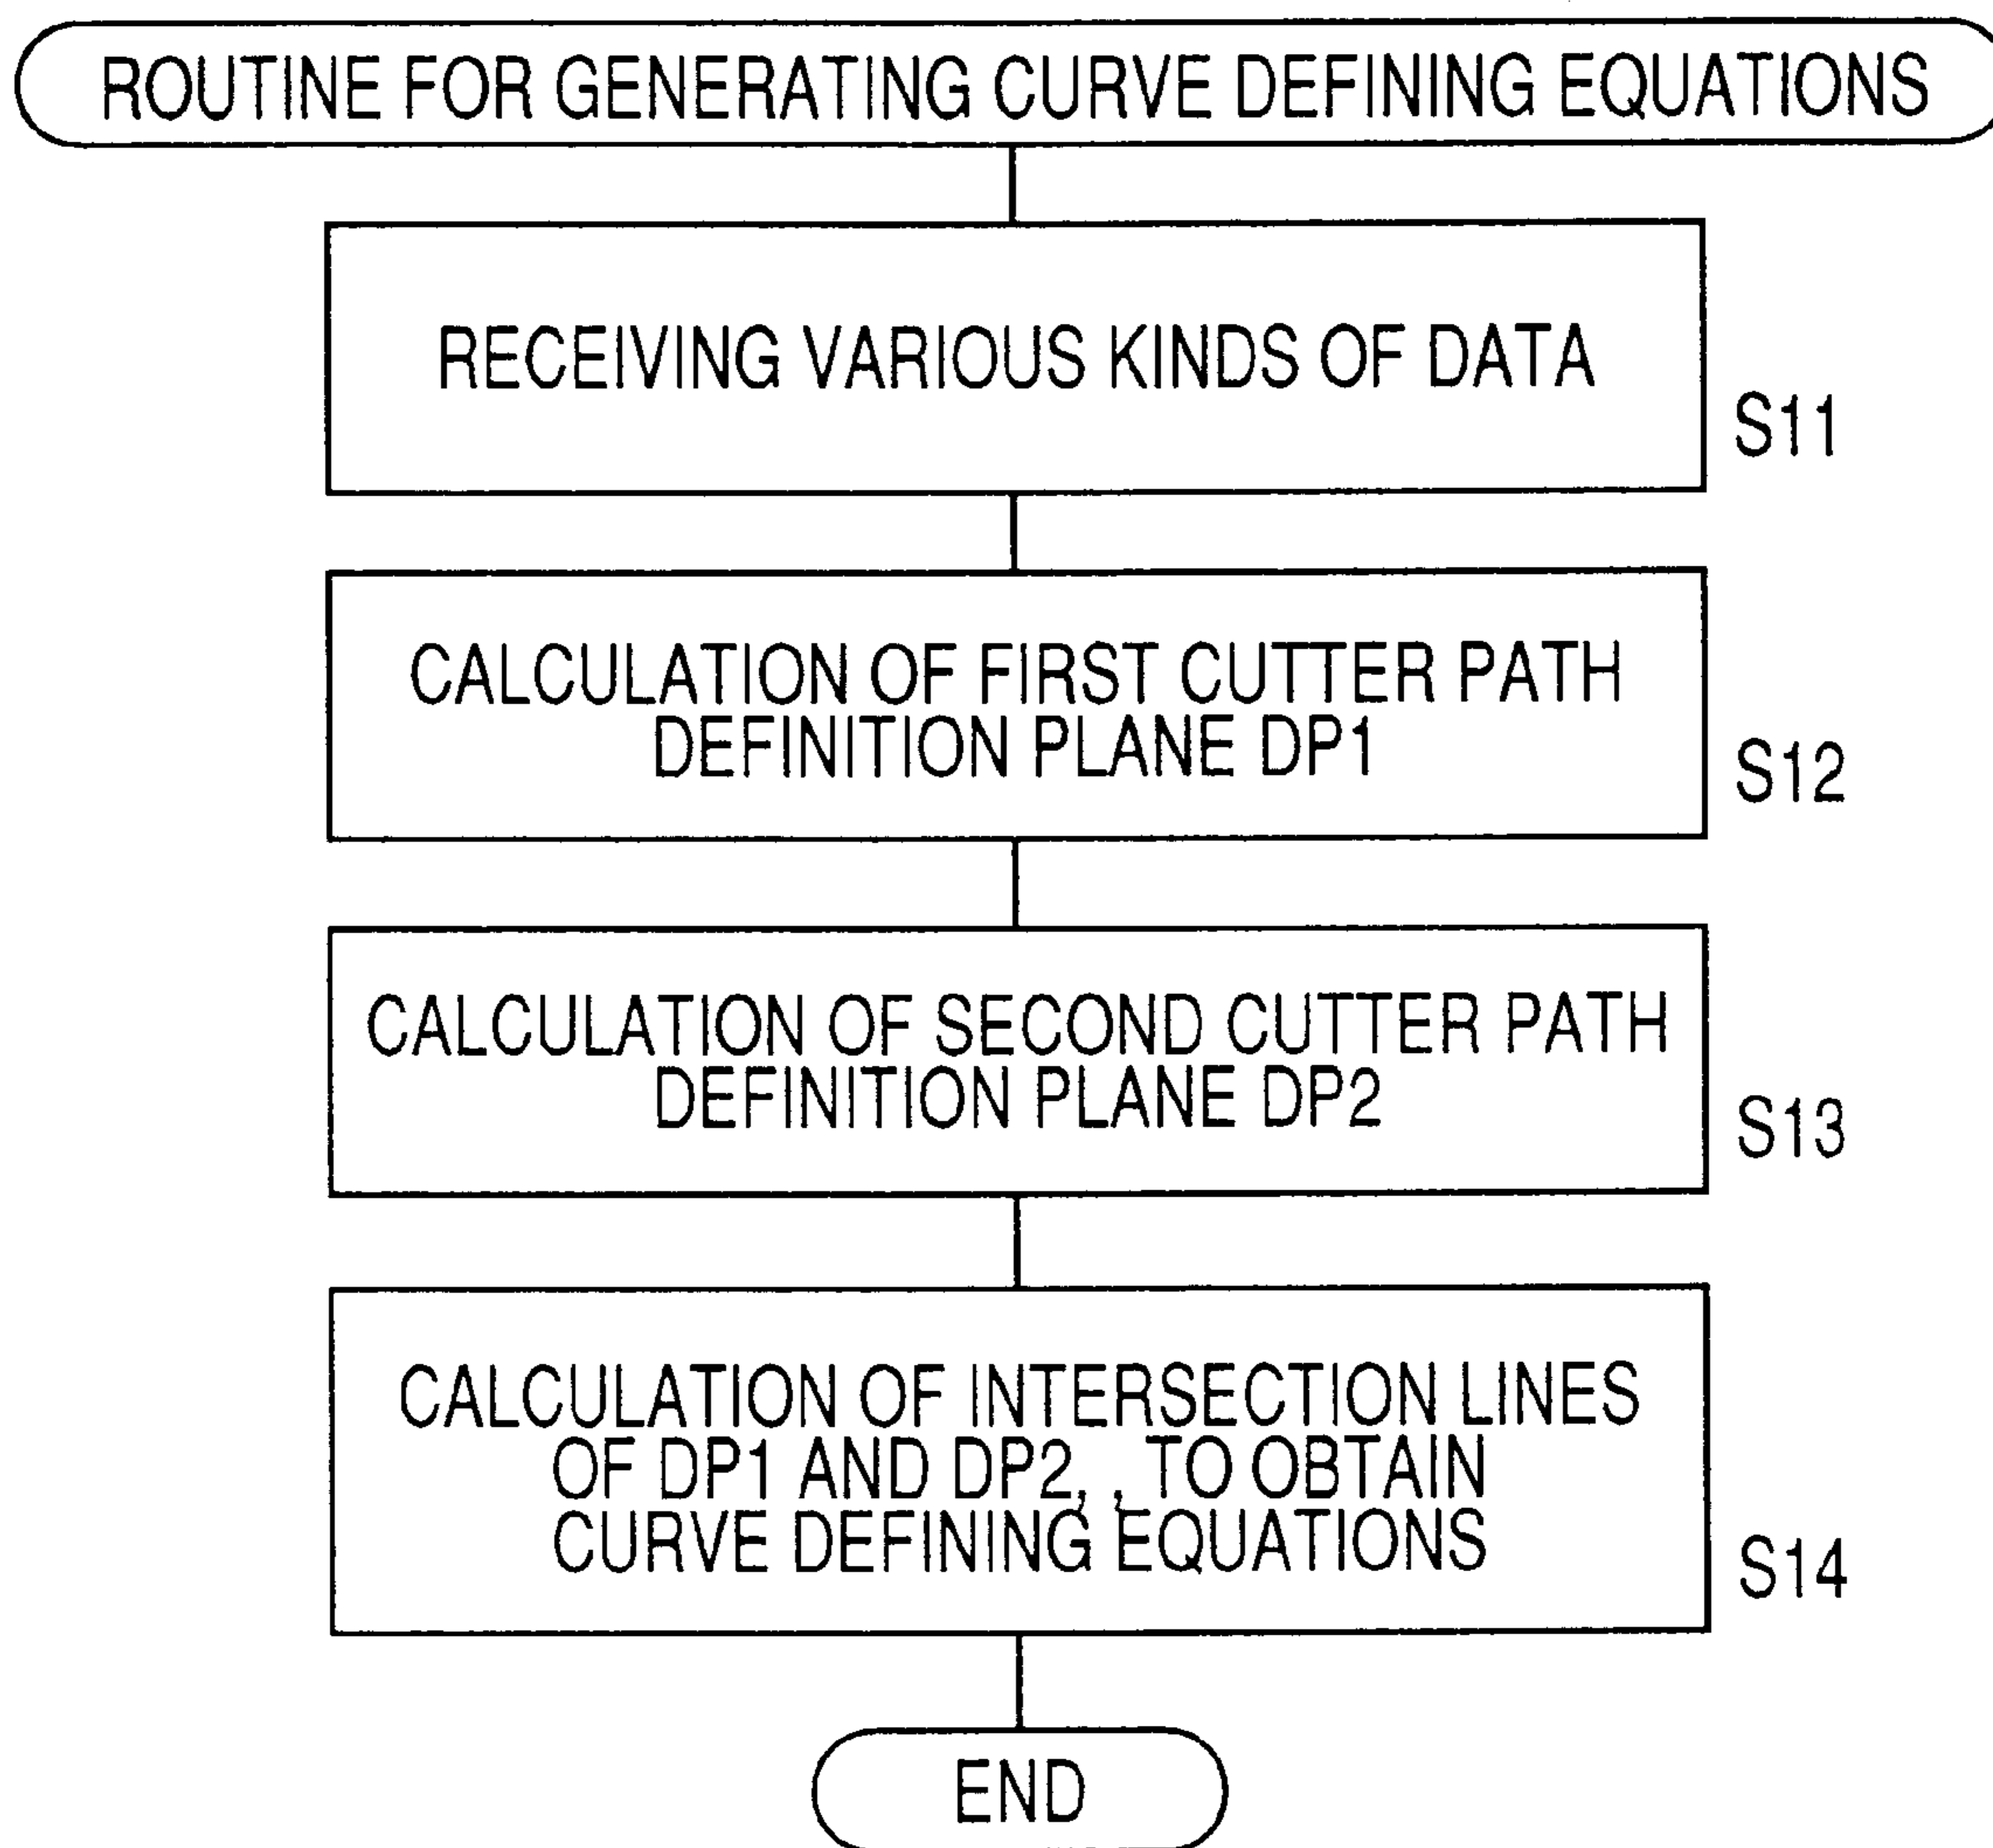 ROUTINE FOR GENERATING CURVE DEFINING EQUATIONS
RECEIVING VARIOUS KINDS OF DATA
S11
CALCULATION OF FIRST CUTTER PATH
DEFINITION PLANE DP1
S12
CALCULATION OF SECOND CUTTER PATH
DEFINITION PLANE DP2
S13
CALCULATION OF INTERSECTION LINES
OF DP1 AND DP2, , TO OBTAIN
CURVE DEFINING EQUATIONS
S14
END